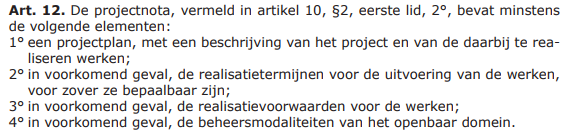 Art. 12. De projectnota, vermeld in artikel 10, §2, eerste lid, 2°, bevat minstens
de volgende elementen:
1° een projectplan, met een beschrijving van het project en van de daarbij te rea-
liseren werken;
2° in voorkomend geval, de realisatietermijnen voor de uitvoering van de werken,
voor zover ze bepaalbaar zijn;
3° in voorkomend geval, de realisatievoorwaarden voor de werken;
4° in voorkomend geval, de beheersmodaliteiten van het openbaar domein.